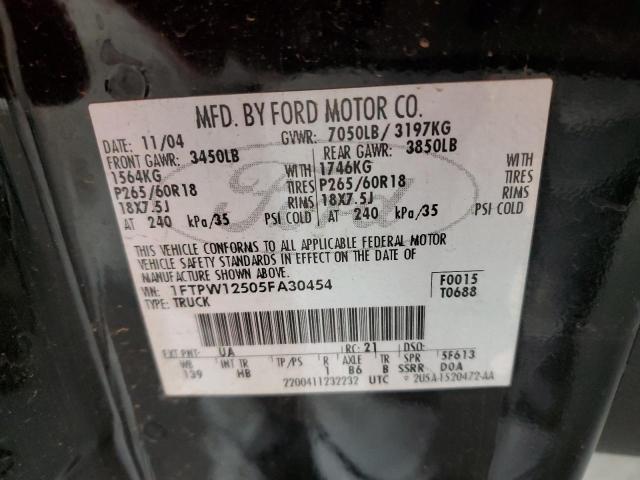 MFD. BY FORD MOTOR CO.
DATE: 11/04 GVWR: 7050LB/ 3197KG
FRONT GAWR: 3450LB REAR GAWR: 3850LB
1564KG WITH 1746KG WITH
P265/60R18 TIRES P265/60R18 TIRES
18X7.5J RIMS 18X7.5J RIMS
AT 240 kPa/35 PSI COLD AT 240 kPa/35 PSI COLD
THIS VEHICLE CONFORMS TO ALL APPLICABLE FEDERAL MOTOR
VEHICLE SAFETY STANDARDS IN EFFECT ON THE DATE OF
MANUFACTURE SHOWN ABOVE.
VIN: 1FTPW12505FA30454 F0015
TYPE: TRUCK T0688
Ford
EXT PNT: UA RC: 21 DSO:
WB INT TR TP/PS R AXLE TR SPR 5F613
139 HB 1 B6 B SSRR DOA
2200411232232 UTC 2USA-1520472-AA